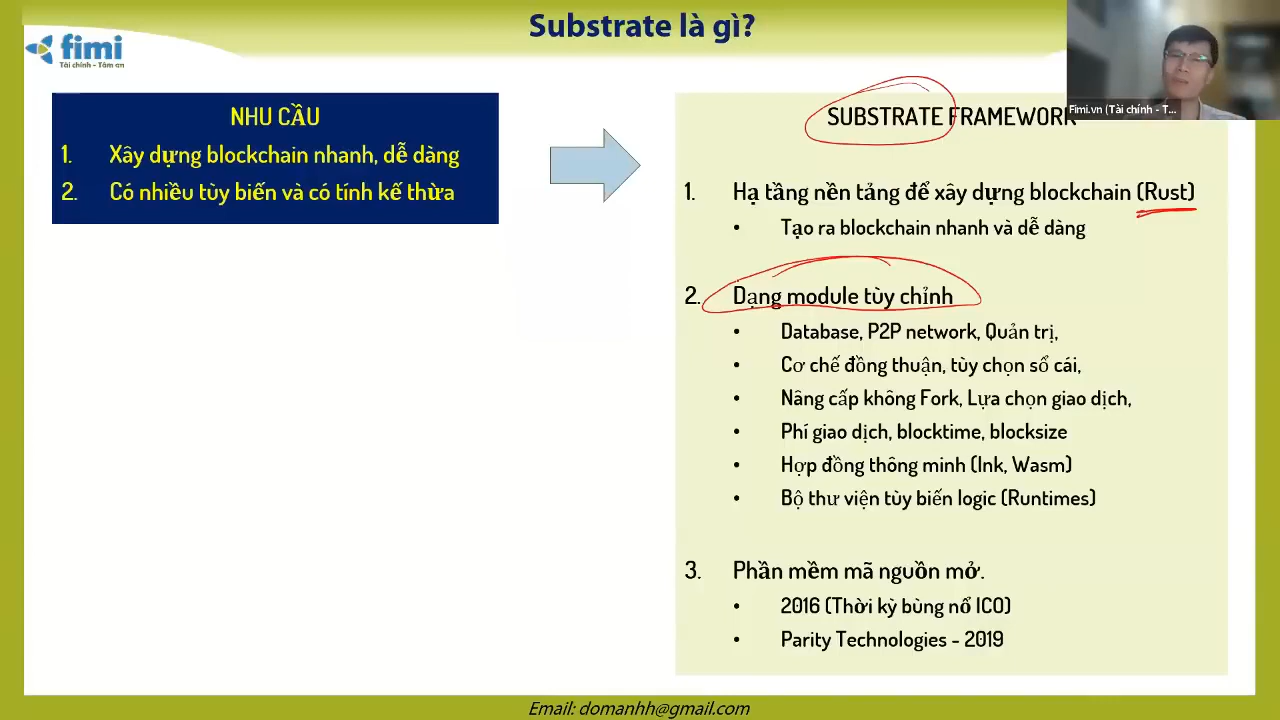 Substrate là gì?
fimi
Tài chính - Tâm an
Fimi.vn (Tài chính - T...
NHU CẦU
1. Xây dựng blockchain nhanh, dễ dàng
2. Có nhiều tùy biến và có tính kế thừa
SUBSTRATE FRAMEWORK
1. Hạ tầng nền tảng để xây dựng blockchain (Rust)
• Tạo ra blockchain nhanh và dễ dàng
2. Dạng module tùy chỉnh
• Database, P2P network, Quản trị,
• Cơ chế đồng thuận, tùy chọn sổ cái,
• Nâng cấp không Fork, Lựa chọn giao dịch,
• Phí giao dịch, blocktime, blocksize
• Hợp đồng thông minh (Ink, Wasm)
• Bộ thư viện tùy biến logic (Runtimes)
3. Phần mềm mã nguồn mở.
• 2016 (Thời kỳ bùng nổ ICO)
• Parity Technologies - 2019
Email: domanhh@gmail.com